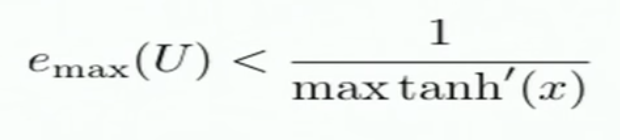 e_max(U) < 1 / max tanh′(x)